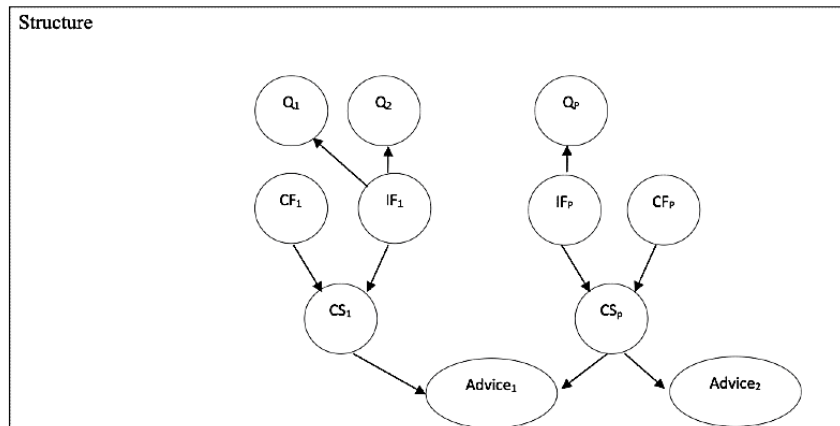 Structure
Q₁ Q₂ Qₚ
CF₁ IF₁ IFₚ CFₚ
CS₁ CSₚ
Advice₁ Advice₂